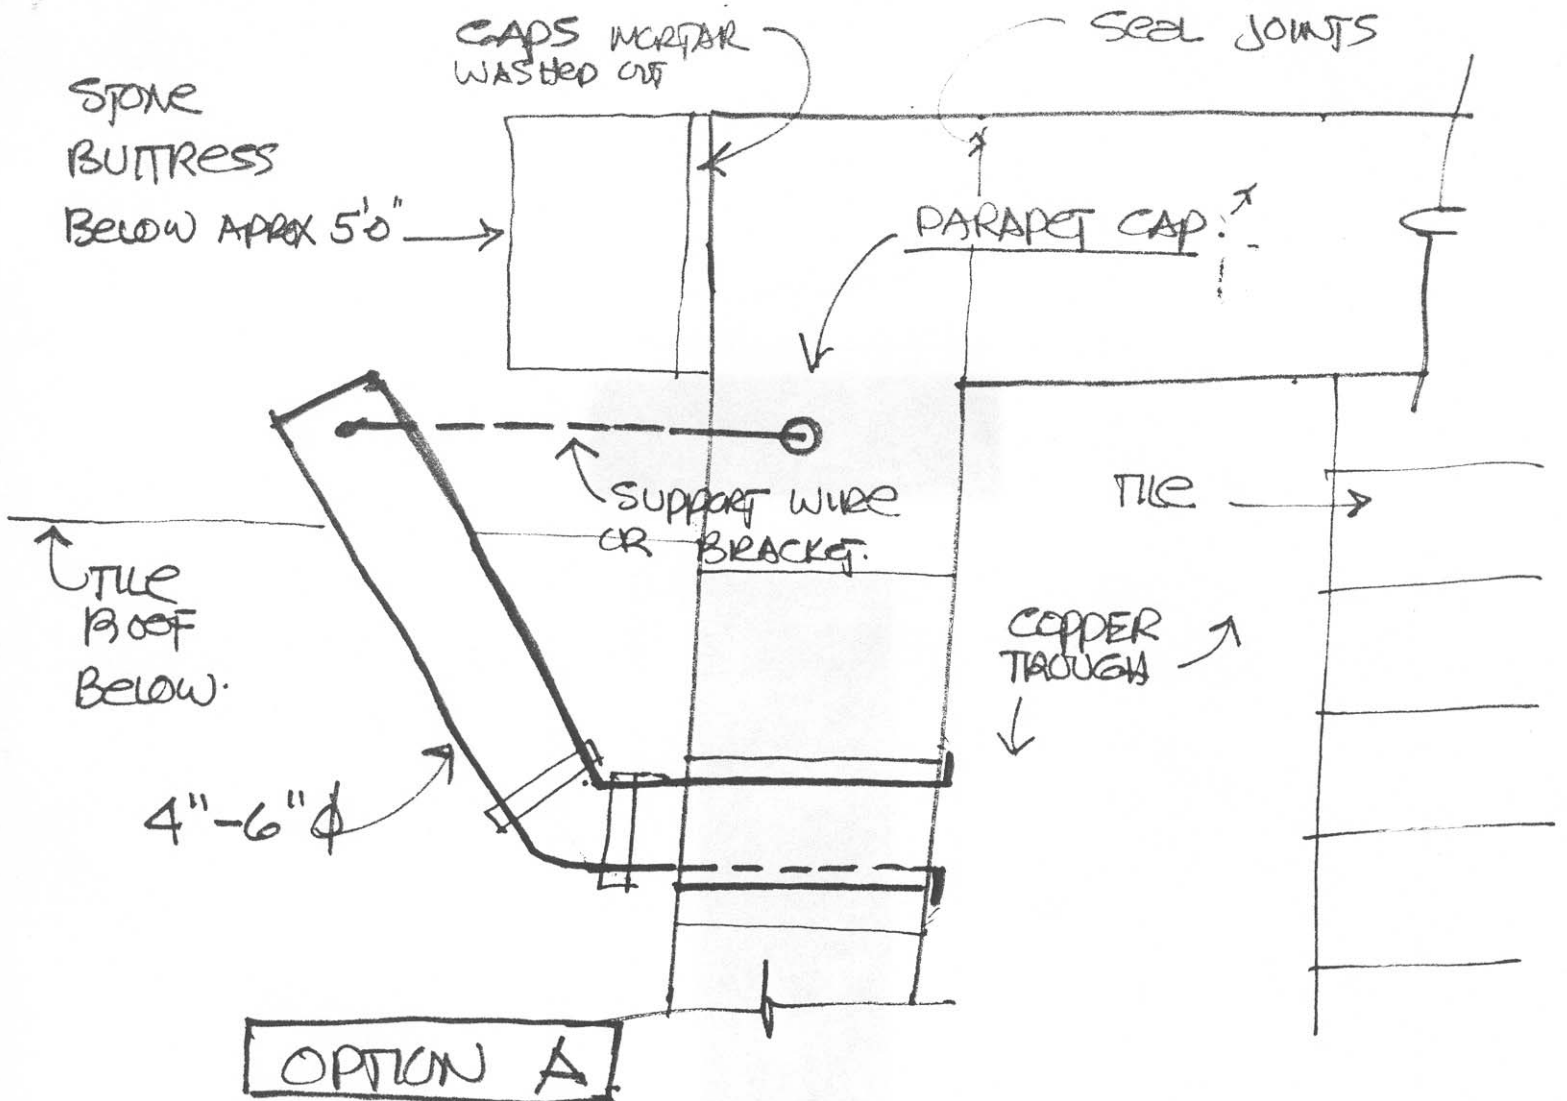 GAPS MORTAR
WASHED OUT
SEAL JOINTS
STONE
BUTTRESS
BELOW APPROX 5'0"
PARAPET CAP.
SUPPORT WIRE
OR BRACKET.
TILE
TILE
ROOF
BELOW.
COPPER
TROUGH
4"-6" φ
OPTION A